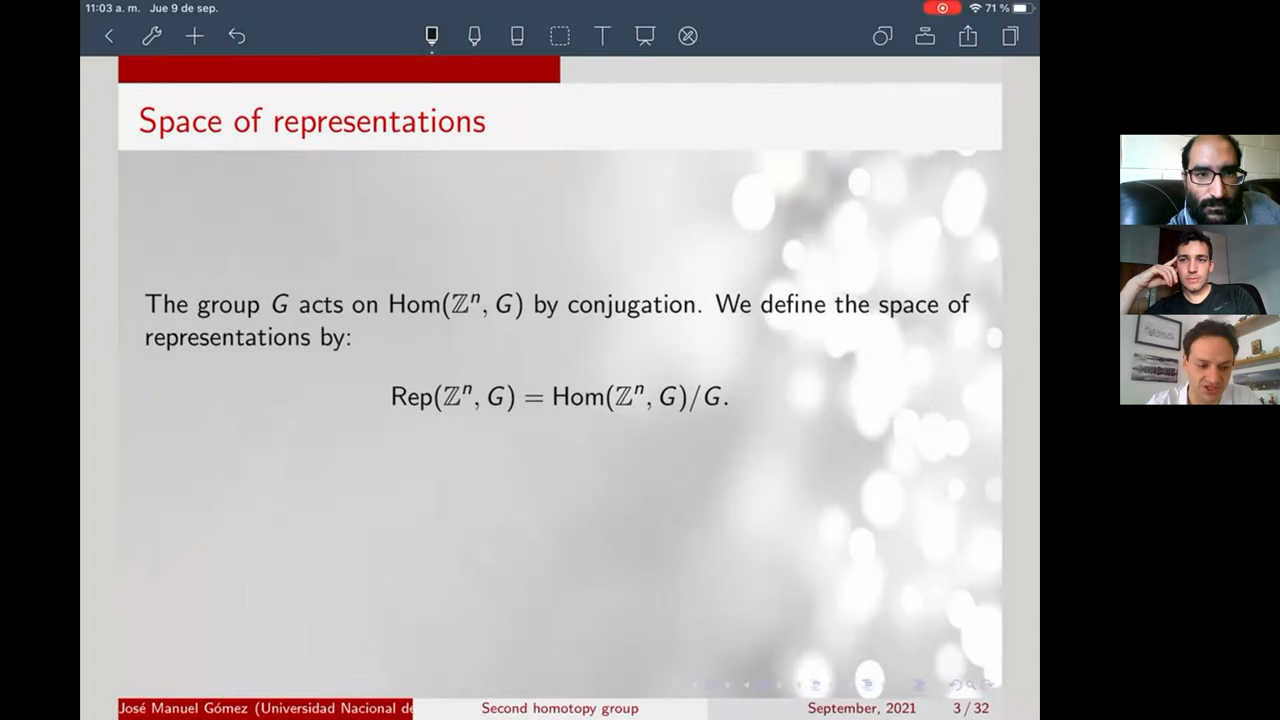 11:03 a. m. Jue 9 de sep.
71 %
Space of representations
The group G acts on Hom(ℤⁿ, G) by conjugation. We define the space of
representations by:
Rep(ℤⁿ, G) = Hom(ℤⁿ, G)/G.
José Manuel Gómez (Universidad Nacional de
Second homotopy group
September, 2021
3 / 32